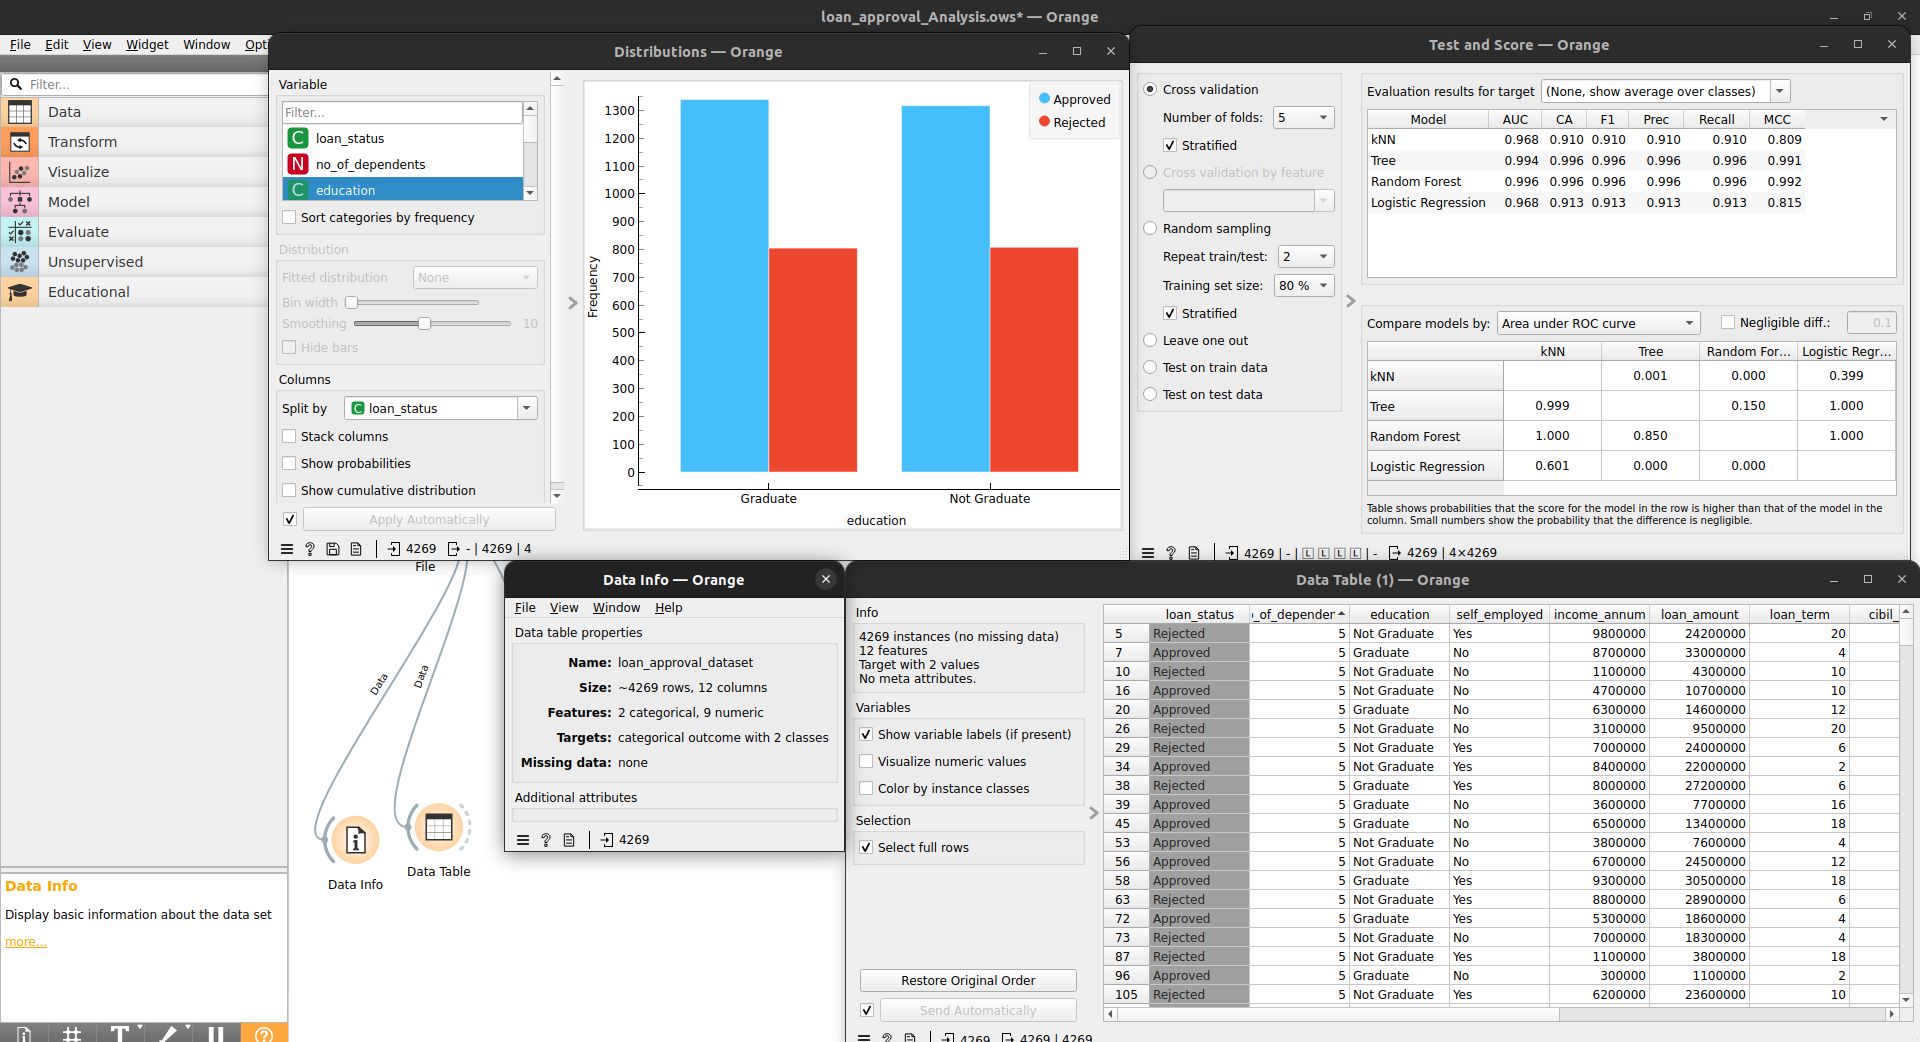 loan_approval_Analysis.ows* — Orange
File Edit View Widget Window Opti
Filter...
Data
Transform
Visualize
Model
Evaluate
Unsupervised
Educational
Data Info
Display basic information about the data set
more...
Distributions — Orange
Variable
Filter...
C loan_status
N no_of_dependents
C education
Sort categories by frequency
Distribution
Fitted distribution None
Bin width
Smoothing 10
Hide bars
Columns
Split by C loan_status
Stack columns
Show probabilities
Show cumulative distribution
Apply Automatically
4269 - | 4269 | 4
Approved
Rejected
Frequency
1300
1200
1100
1000
900
800
700
600
500
400
300
200
100
0
Graduate Not Graduate
education
Test and Score — Orange
Cross validation
Number of folds: 5
Stratified
Cross validation by feature
Random sampling
Repeat train/test: 2
Training set size: 80 %
Stratified
Leave one out
Test on train data
Test on test data
Evaluation results for target (None, show average over classes)
Model AUC CA F1 Prec Recall MCC
kNN 0.968 0.910 0.910 0.910 0.910 0.809
Tree 0.994 0.996 0.996 0.996 0.996 0.991
Random Forest 0.996 0.996 0.996 0.996 0.996 0.992
Logistic Regression 0.968 0.913 0.913 0.913 0.913 0.815
Compare models by: Area under ROC curve Negligible diff.: 0.1
kNN Tree Random For... Logistic Regr...
kNN 0.001 0.000 0.399
Tree 0.999 0.150 1.000
Random Forest 1.000 0.850 1.000
Logistic Regression 0.601 0.000 0.000
Table shows probabilities that the score for the model in the row is higher than that of the model in the
column. Small numbers show the probability that the difference is negligible.
4269 | - | L L L L | - 4269 | 4×4269
File
Data
Data
Data Info
Data Table
Data Info — Orange
File View Window Help
Data table properties
Name: loan_approval_dataset
Size: ~4269 rows, 12 columns
Features: 2 categorical, 9 numeric
Targets: categorical outcome with 2 classes
Missing data: none
Additional attributes
4269
Data Table (1) — Orange
Info
4269 instances (no missing data)
12 features
Target with 2 values
No meta attributes.
Variables
Show variable labels (if present)
Visualize numeric values
Color by instance classes
Selection
Select full rows
Restore Original Order
Send Automatically
4269 4269 | 4269
loan_status _of_depender education self_employed income_annum loan_amount loan_term cibil_
5 Rejected 5 Not Graduate Yes 9800000 24200000 20
7 Approved 5 Graduate No 8700000 33000000 4
10 Rejected 5 Not Graduate No 1100000 4300000 10
16 Approved 5 Not Graduate No 4700000 10700000 10
20 Approved 5 Graduate No 6300000 14600000 12
26 Rejected 5 Not Graduate No 3100000 9500000 20
29 Rejected 5 Not Graduate Yes 7000000 24000000 6
34 Approved 5 Not Graduate Yes 8400000 22000000 2
38 Rejected 5 Graduate Yes 8000000 27200000 6
39 Approved 5 Graduate No 3600000 7700000 16
45 Approved 5 Graduate No 6500000 13400000 18
53 Approved 5 Not Graduate No 3800000 7600000 4
56 Approved 5 Not Graduate No 6700000 24500000 12
58 Approved 5 Graduate Yes 9300000 30500000 18
63 Rejected 5 Not Graduate Yes 8800000 28900000 6
72 Approved 5 Graduate Yes 5300000 18600000 4
73 Rejected 5 Not Graduate No 7000000 18300000 4
87 Rejected 5 Not Graduate Yes 1100000 3800000 18
96 Approved 5 Graduate No 300000 1100000 2
105 Rejected 5 Not Graduate Yes 6200000 23600000 10